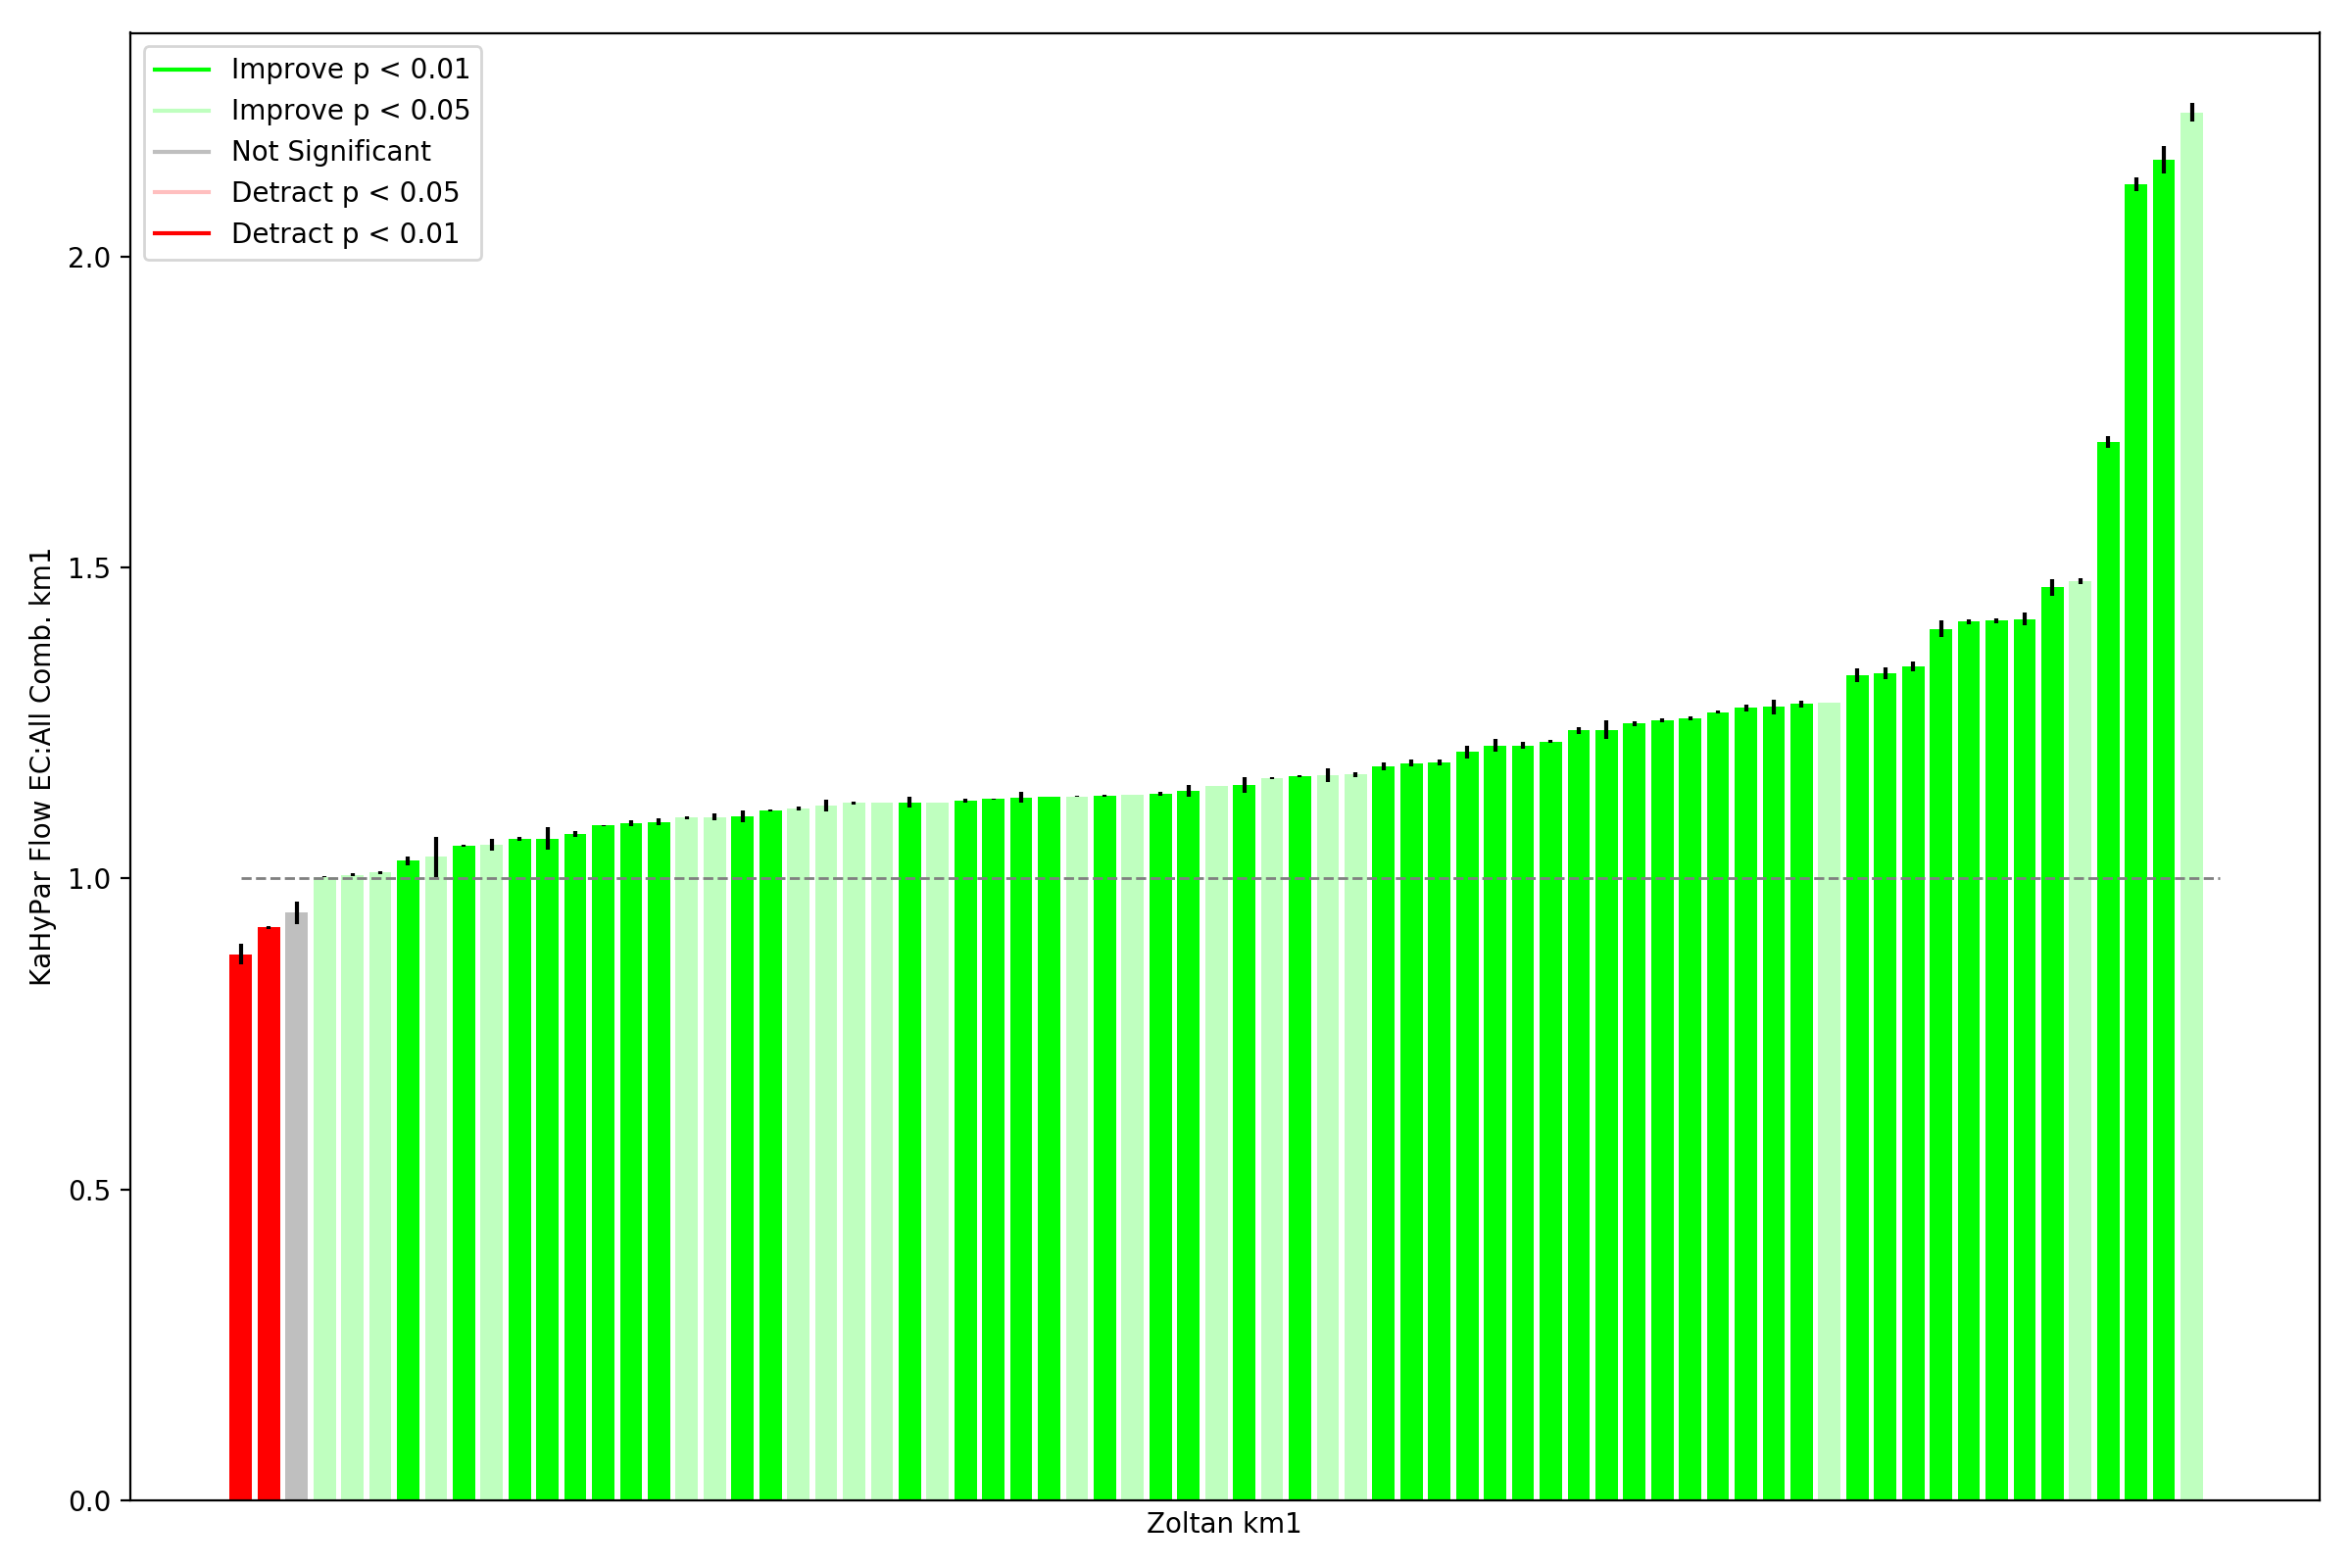 Improve p < 0.01
Improve p < 0.05
Not Significant
Detract p < 0.05
Detract p < 0.01
2.0
1.5
1.0
0.5
0.0
KaHyPar Flow EC:All Comb. km1
Zoltan km1